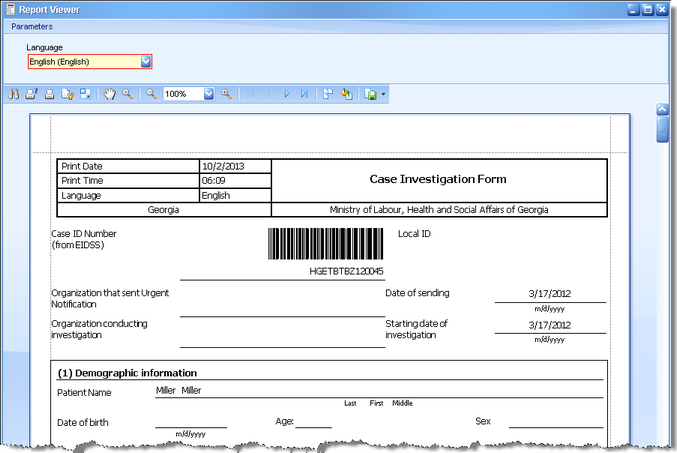 Report Viewer
Parameters
Language
English (English)
100%
Print Date 10/2/2013
Print Time 06:09
Language English
Case Investigation Form
Georgia Ministry of Labour, Health and Social Affairs of Georgia
Case ID Number
(from EIDSS)
Local ID
HGETBTBZ120045
Organization that sent Urgent
Notification
Date of sending 3/17/2012
m/d/yyyy
Organization conducting
investigation
Starting date of
investigation
3/17/2012
m/d/yyyy
(1) Demographic information
Patient Name Miller Miller
Last First Middle
Date of birth Age: Sex
m/d/yyyy